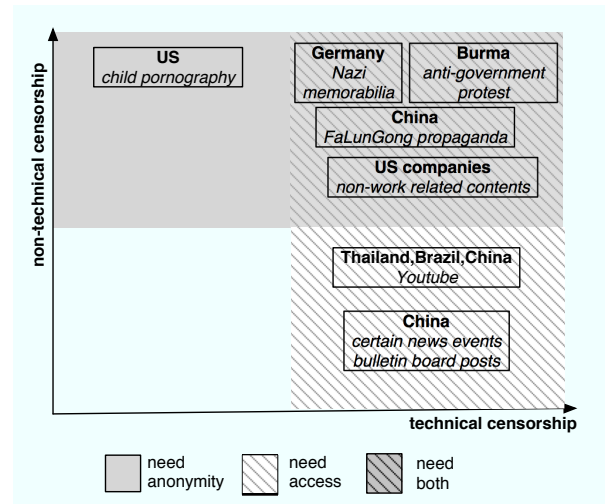 US
child pornography
Germany
Nazi
memorabilia
Burma
anti-government
protest
China
FaLunGong propaganda
US companies
non-work related contents
Thailand,Brazil,China
Youtube
China
certain news events
bulletin board posts
non-technical censorship
technical censorship
need
anonymity
need
access
need
both